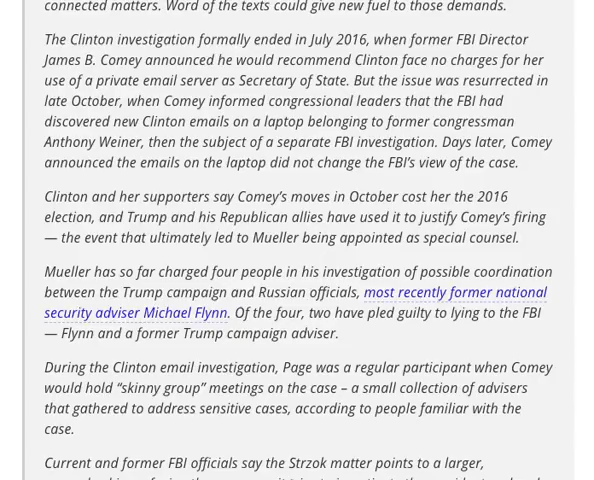 connected matters. Word of the texts could give new fuel to those demands.
The Clinton investigation formally ended in July 2016, when former FBI Director
James B. Comey announced he would recommend Clinton face no charges for her
use of a private email server as Secretary of State. But the issue was resurrected in
late October, when Comey informed congressional leaders that the FBI had
discovered new Clinton emails on a laptop belonging to former congressman
Anthony Weiner, then the subject of a separate FBI investigation. Days later, Comey
announced the emails on the laptop did not change the FBI’s view of the case.
Clinton and her supporters say Comey’s moves in October cost her the 2016
election, and Trump and his Republican allies have used it to justify Comey’s firing
— the event that ultimately led to Mueller being appointed as special counsel.
Mueller has so far charged four people in his investigation of possible coordination
between the Trump campaign and Russian officials, most recently former national
security adviser Michael Flynn. Of the four, two have pled guilty to lying to the FBI
— Flynn and a former Trump campaign adviser.
During the Clinton email investigation, Page was a regular participant when Comey
would hold “skinny group” meetings on the case – a small collection of advisers
that gathered to address sensitive cases, according to people familiar with the
case.
Current and former FBI officials say the Strzok matter points to a larger,